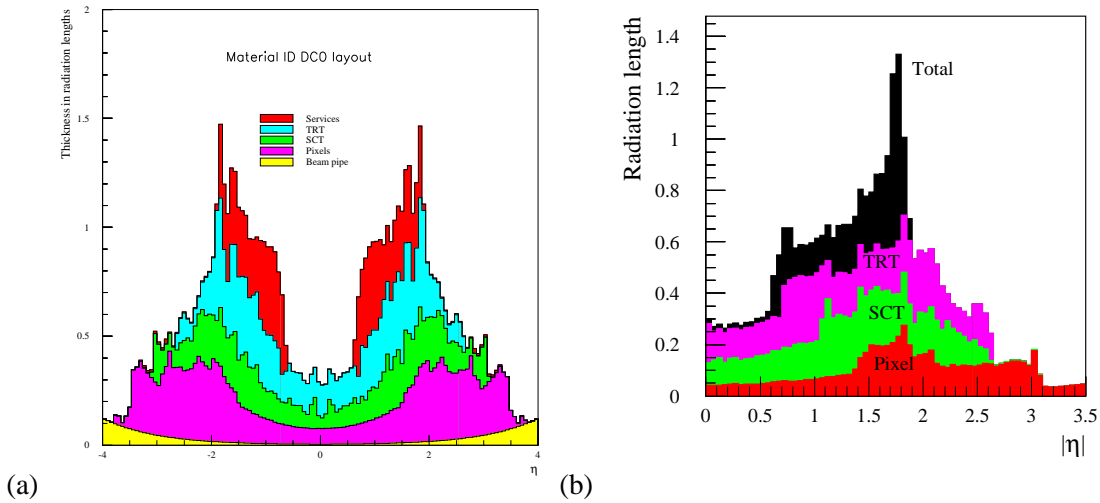 Thickness in radiation lengths
2
1.5
1
0.5
0
-4
-2
0
2
4
η
Material ID DC0 layout
Services
TRT
SCT
Pixels
Beam pipe
(a)
Radiation length
1.4
1.2
1
0.8
0.6
0.4
0.2
0
0
0.5
1
1.5
2
2.5
3
3.5
|η|
Total
TRT
SCT
Pixel
(b)